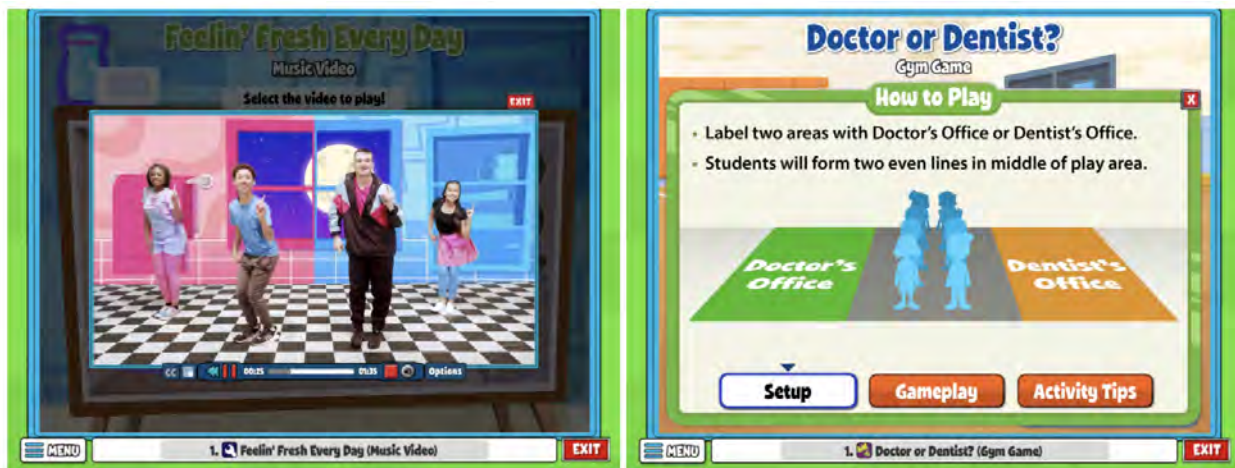 Feelin' Fresh Every Day
Music Video
Select the video to play!
EXIT
CC
00:25
01:35
Options
MENU
1. Feelin' Fresh Every Day (Music Video)
EXIT
Doctor or Dentist?
Gym Game
How to Play
X
• Label two areas with Doctor's Office or Dentist's Office.
• Students will form two even lines in middle of play area.
Doctor's
Office
Dentist's
Office
Setup
Gameplay
Activity Tips
MENU
1. Doctor or Dentist? (Gym Game)
EXIT